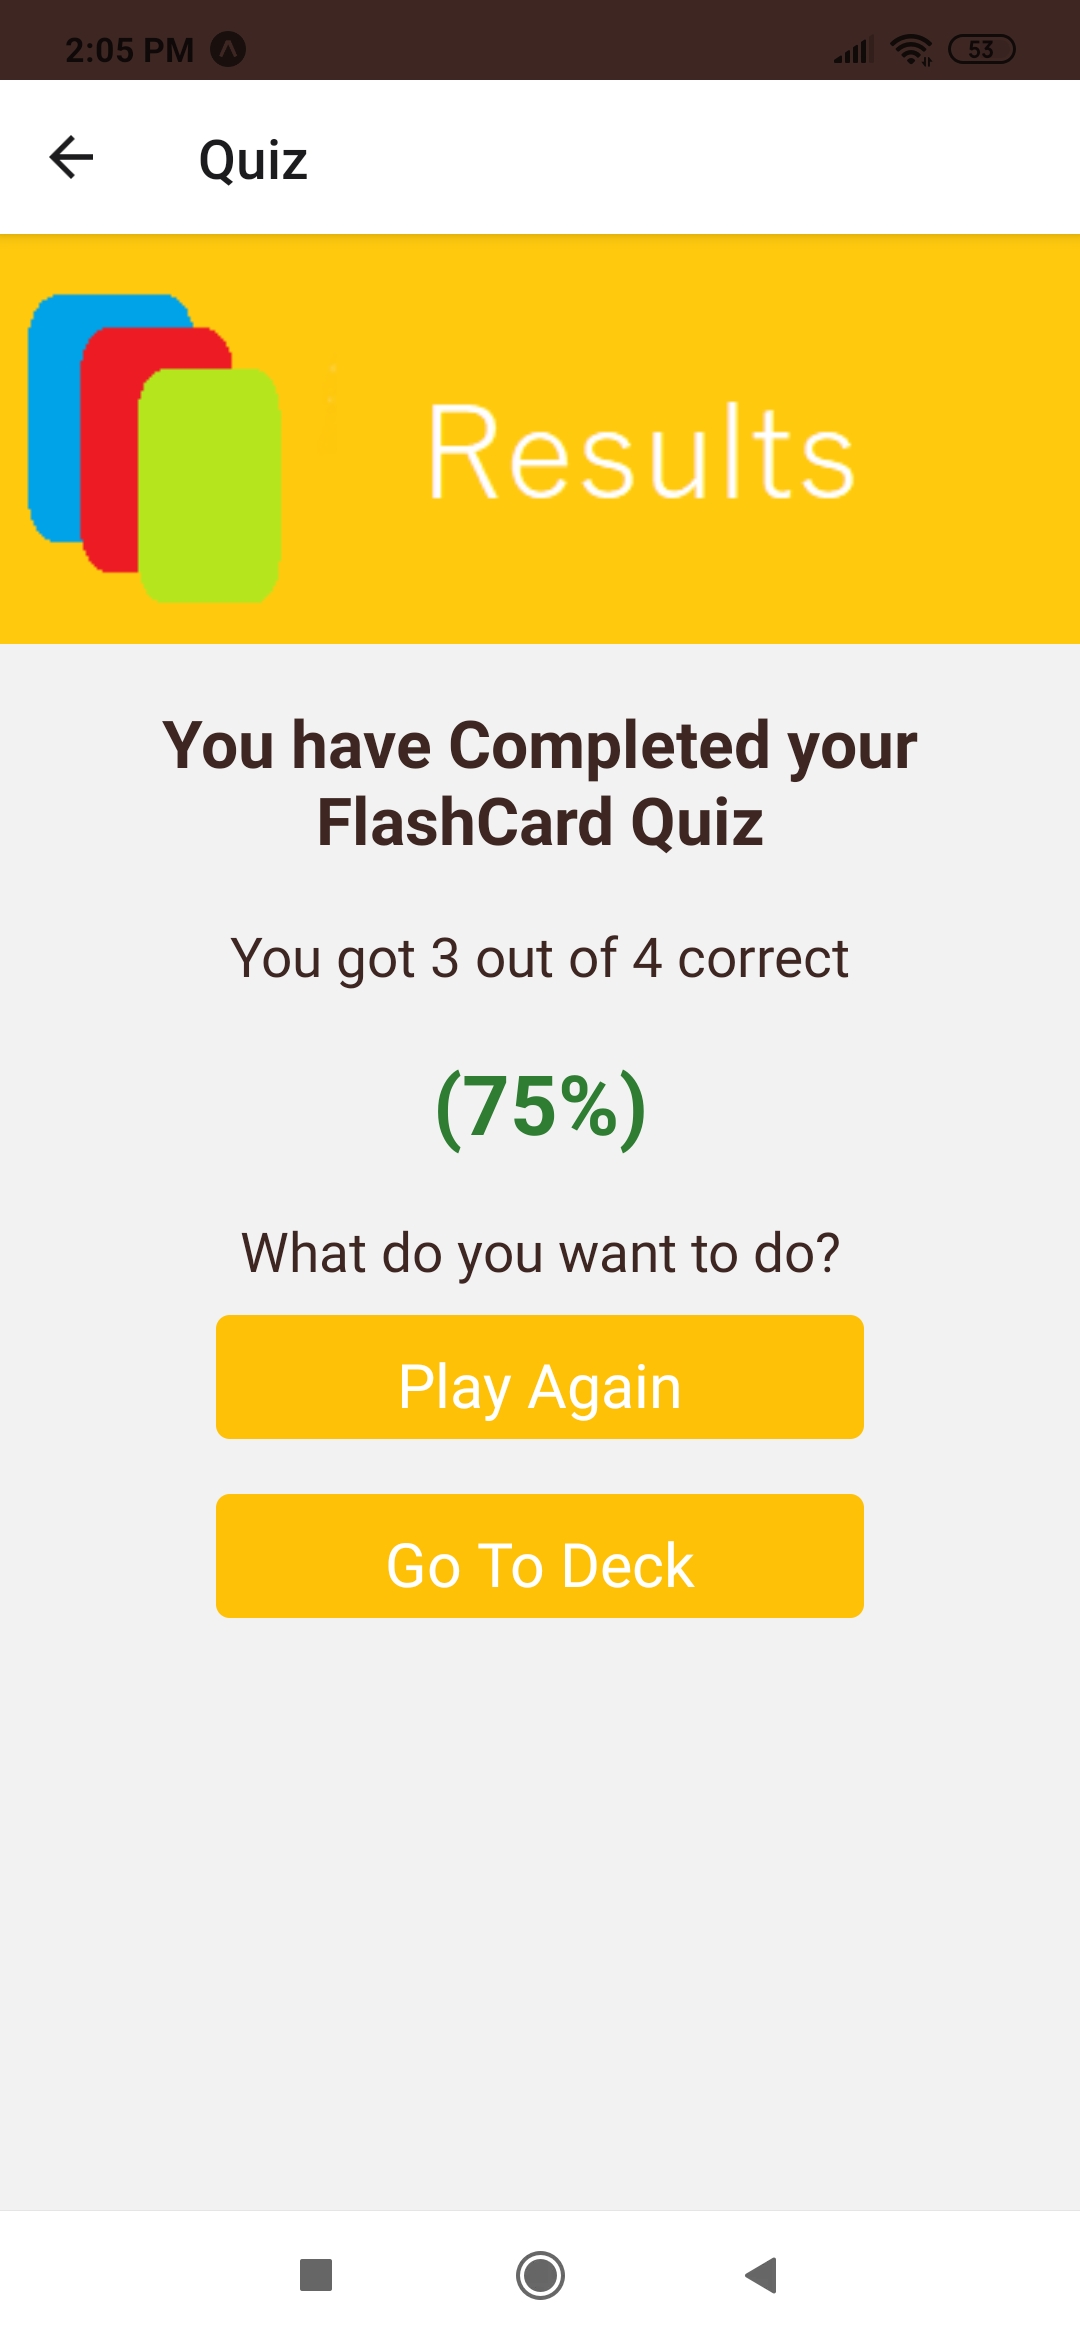 2:05 PM
53
Quiz
Results
You have Completed your
FlashCard Quiz
You got 3 out of 4 correct
(75%)
What do you want to do?
Play Again
Go To Deck